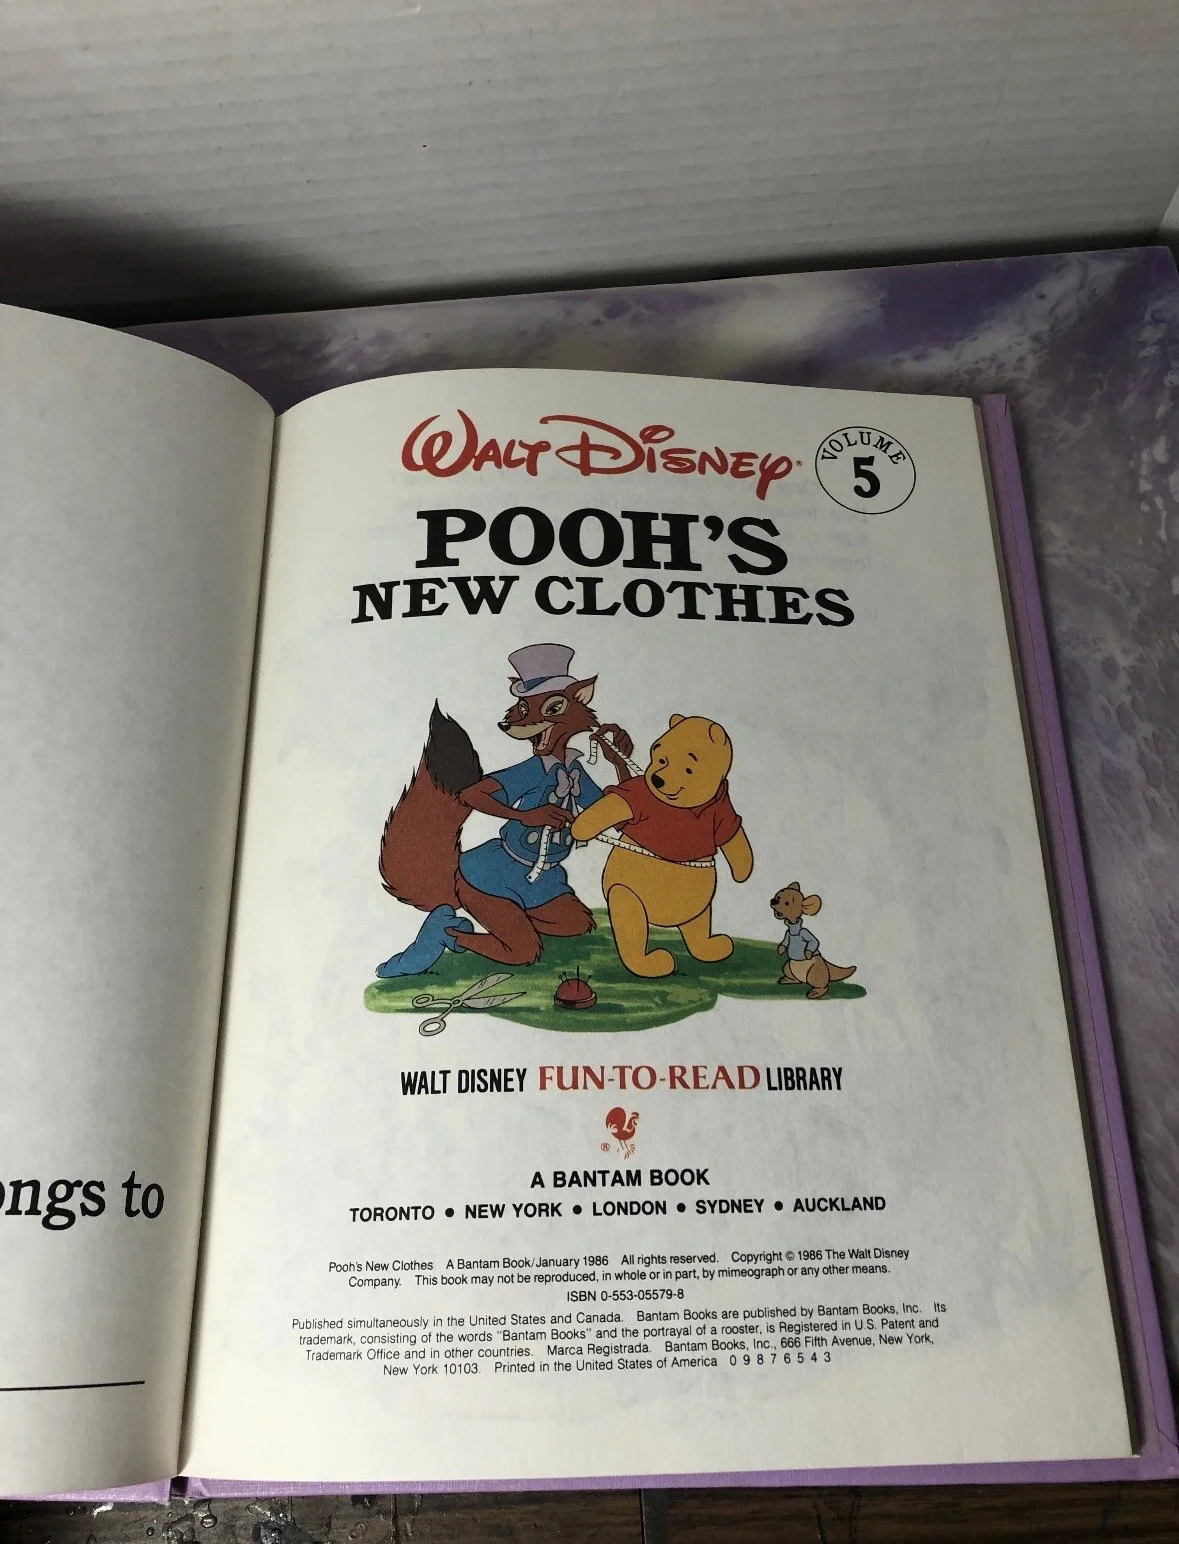 WALT DISNEY®
VOLUME
5
POOH'S
NEW CLOTHES
WALT DISNEY FUN-TO-READ LIBRARY
®
A BANTAM BOOK
TORONTO • NEW YORK • LONDON • SYDNEY • AUCKLAND
ongs to
Pooh's New Clothes A Bantam Book/January 1986 All rights reserved. Copyright © 1986 The Walt Disney
Company. This book may not be reproduced, in whole or in part, by mimeograph or any other means.
ISBN 0-553-05579-8
Published simultaneously in the United States and Canada. Bantam Books are published by Bantam Books, Inc. Its
trademark, consisting of the words "Bantam Books" and the portrayal of a rooster, is Registered in U.S. Patent and
Trademark Office and in other countries. Marca Registrada. Bantam Books, Inc., 666 Fifth Avenue, New York,
New York 10103. Printed in the United States of America 0 9 8 7 6 5 4 3